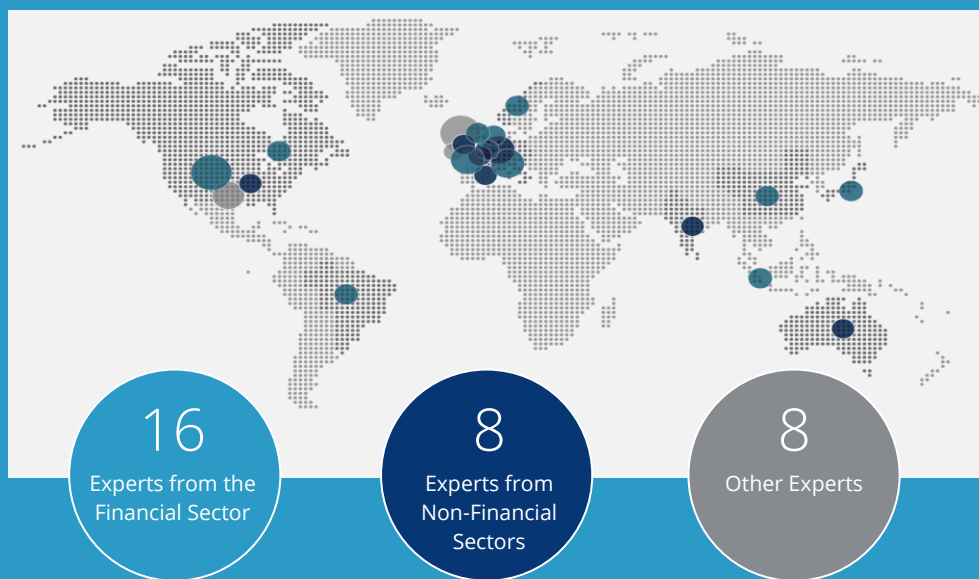 16
Experts from the
Financial Sector
8
Experts from
Non-Financial
Sectors
8
Other Experts